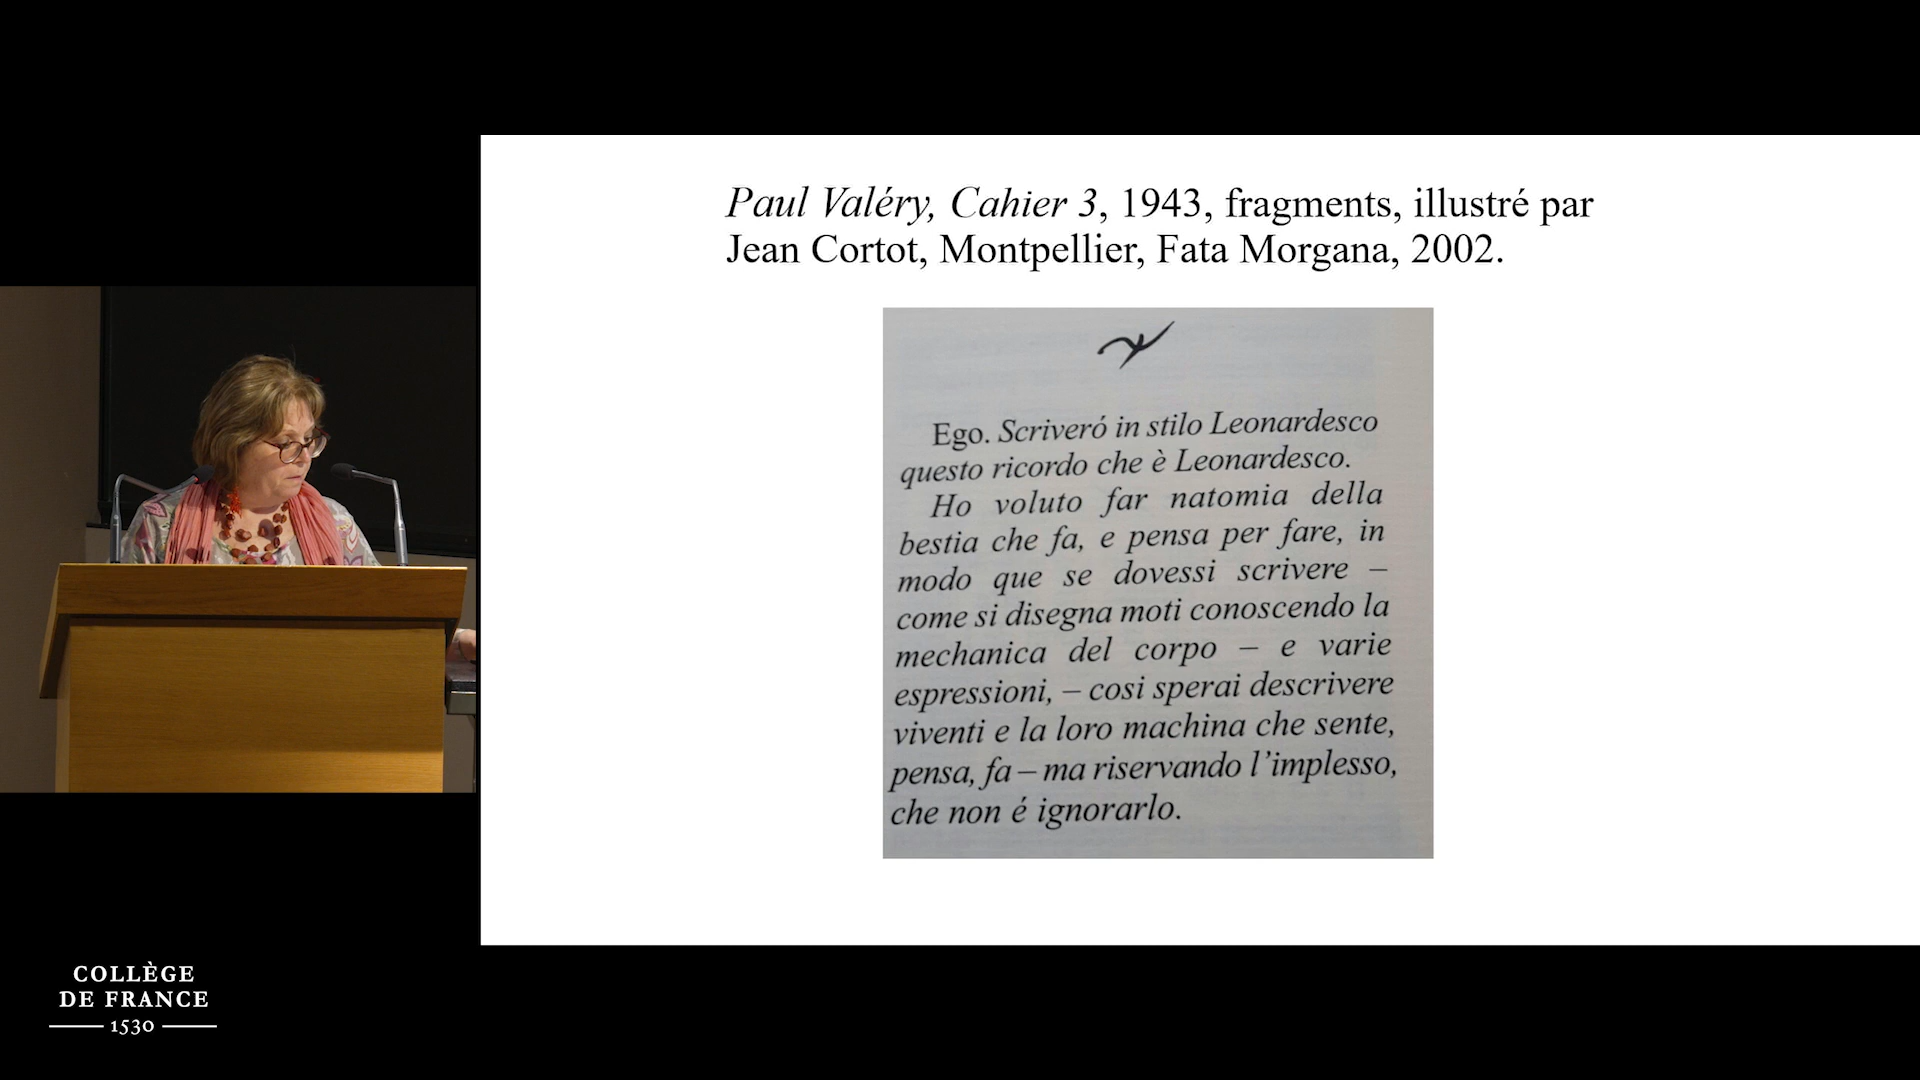 Paul Valéry, Cahier 3, 1943, fragments, illustré par
Jean Cortot, Montpellier, Fata Morgana, 2002.
Ego. Scriveró in stilo Leonardesco
questo ricordo che è Leonardesco.
Ho voluto far natomia della
bestia che fa, e pensa per fare, in
modo que se dovessi scrivere –
come si disegna moti conoscendo la
mechanica del corpo – e varie
espressioni, – cosi sperai descrivere
viventi e la loro machina che sente,
pensa, fa – ma riservando l'implesso,
che non é ignorarlo.
COLLÈGE
DE FRANCE
1530